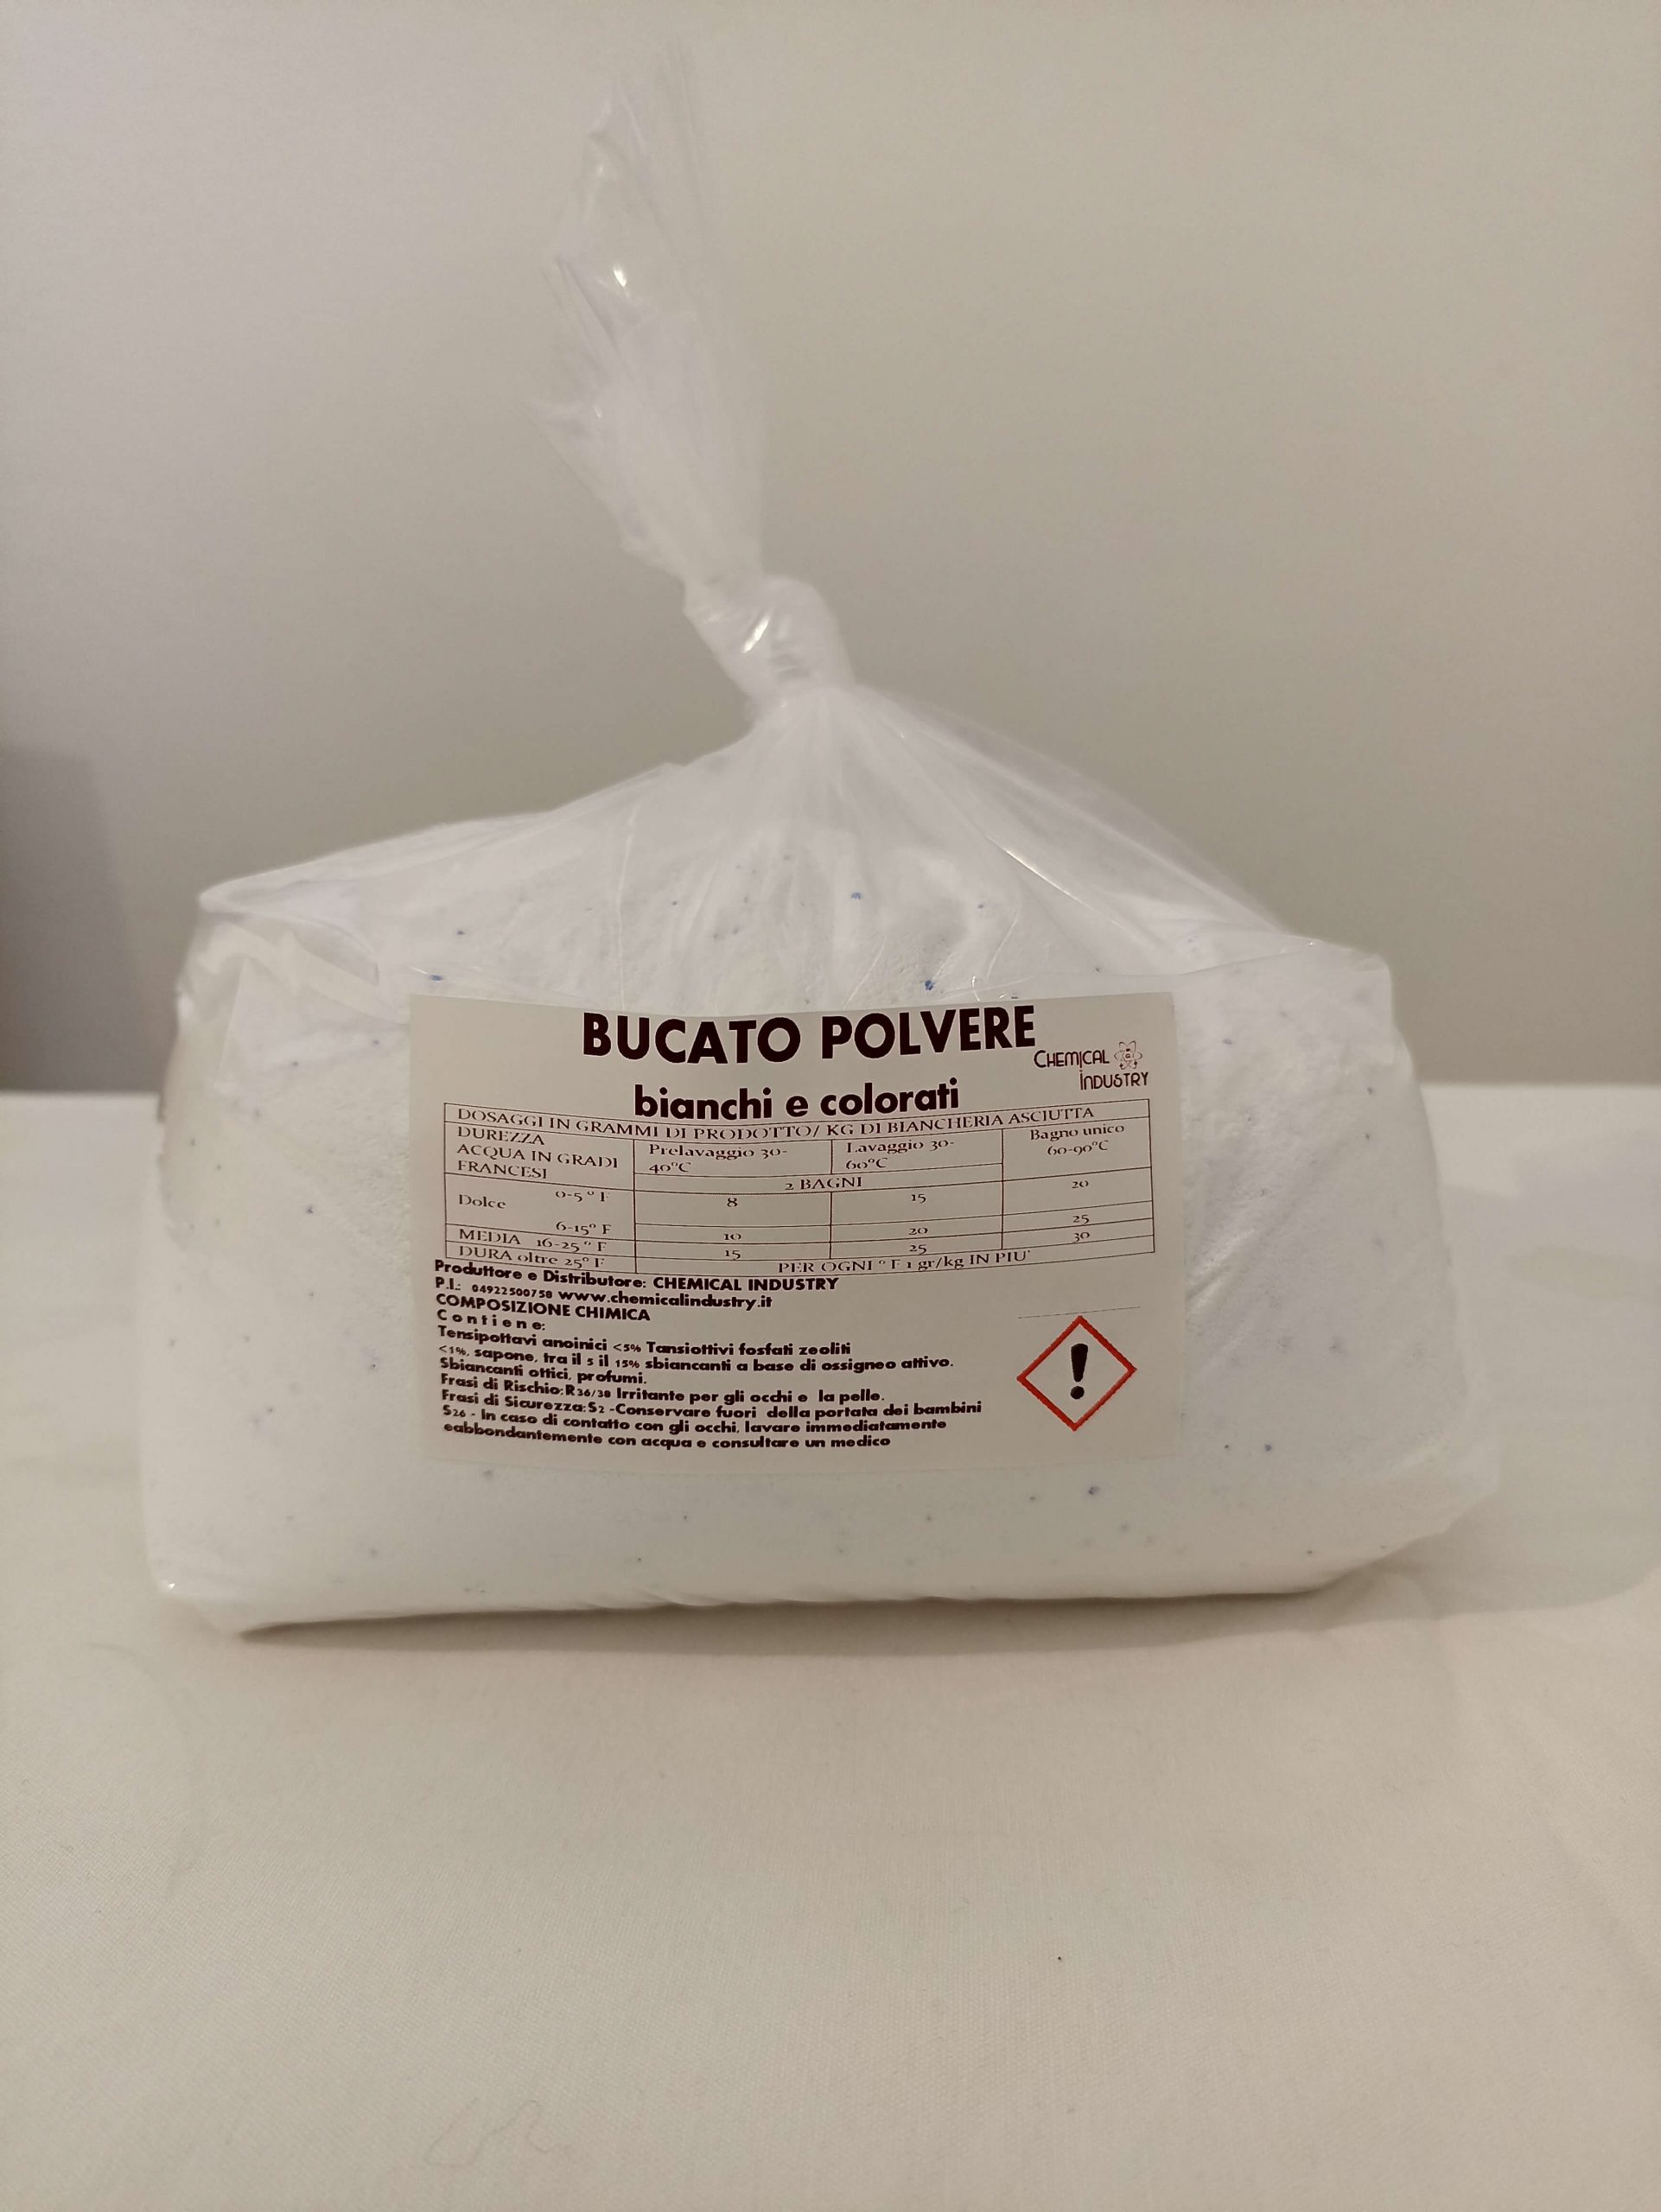 BUCATO POLVERE
CHEMICAL
INDUSTRY
bianchi e colorati
DOSAGGI IN GRAMMI DI PRODOTTO/ KG DI BIANCHERIA ASCIUTTA
DUREZZA
ACQUA IN GRADI
FRANCESI
Prelavaggio 30-
40°C
Lavaggio 30-
60°C
Bagno unico
60-90°C
2 BAGNI
Dolce 0-5° F 8 15 20
6-15° F
MEDIA 16-25° F 10 20 25
DURA oltre 25° F 15 25 30
PER OGNI °F 1 gr/kg IN PIU'
Produttore e Distributore: CHEMICAL INDUSTRY
P.I.: 04922500758 www.chemicalindustry.it
COMPOSIZIONE CHIMICA
Contiene:
Tensipottavi anoinici <5% Tansiottivi fosfati zeoliti
<1%, sapone, tra il 5 il 15% sbiancanti a base di ossigneo attivo.
Sbiancanti ottici, profumi.
Frasi di Rischio:R36/38 Irritante per gli occhi e la pelle.
Frasi di Sicurezza:S2 -Conservare fuori della portata dei bambini
S26 - In caso di contatto con gli occhi, lavare immediatamente
eabbondantemente con acqua e consultare un medico